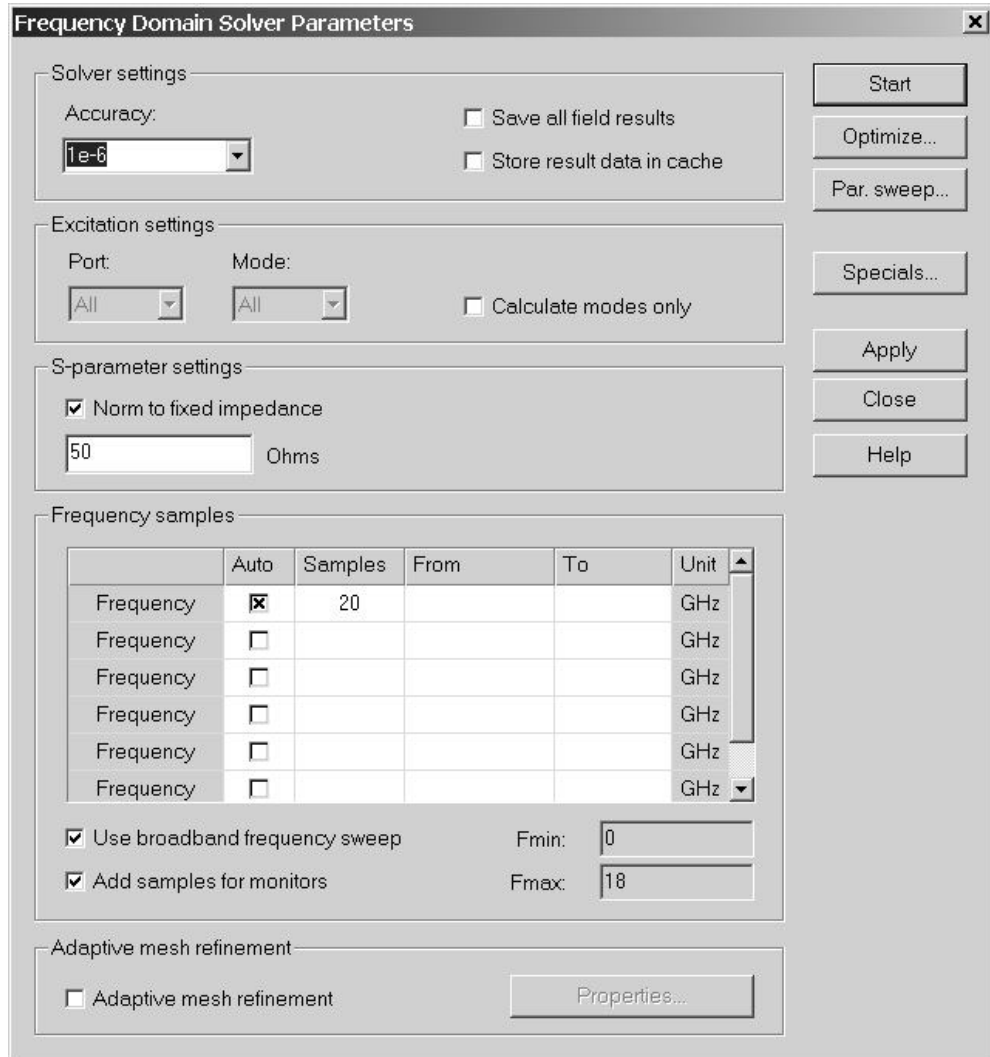 Frequency Domain Solver Parameters
Solver settings
Accuracy:
1e-6
Save all field results
Store result data in cache
Start
Optimize...
Par. sweep...
Excitation settings
Port: Mode:
All All
Calculate modes only
Specials...
S-parameter settings
Norm to fixed impedance
50 Ohms
Apply
Close
Help
Frequency samples
Auto Samples From To Unit
Frequency 20 GHz
Frequency GHz
Frequency GHz
Frequency GHz
Frequency GHz
Frequency GHz
Use broadband frequency sweep Fmin: 0
Add samples for monitors Fmax: 18
Adaptive mesh refinement
Adaptive mesh refinement Properties...